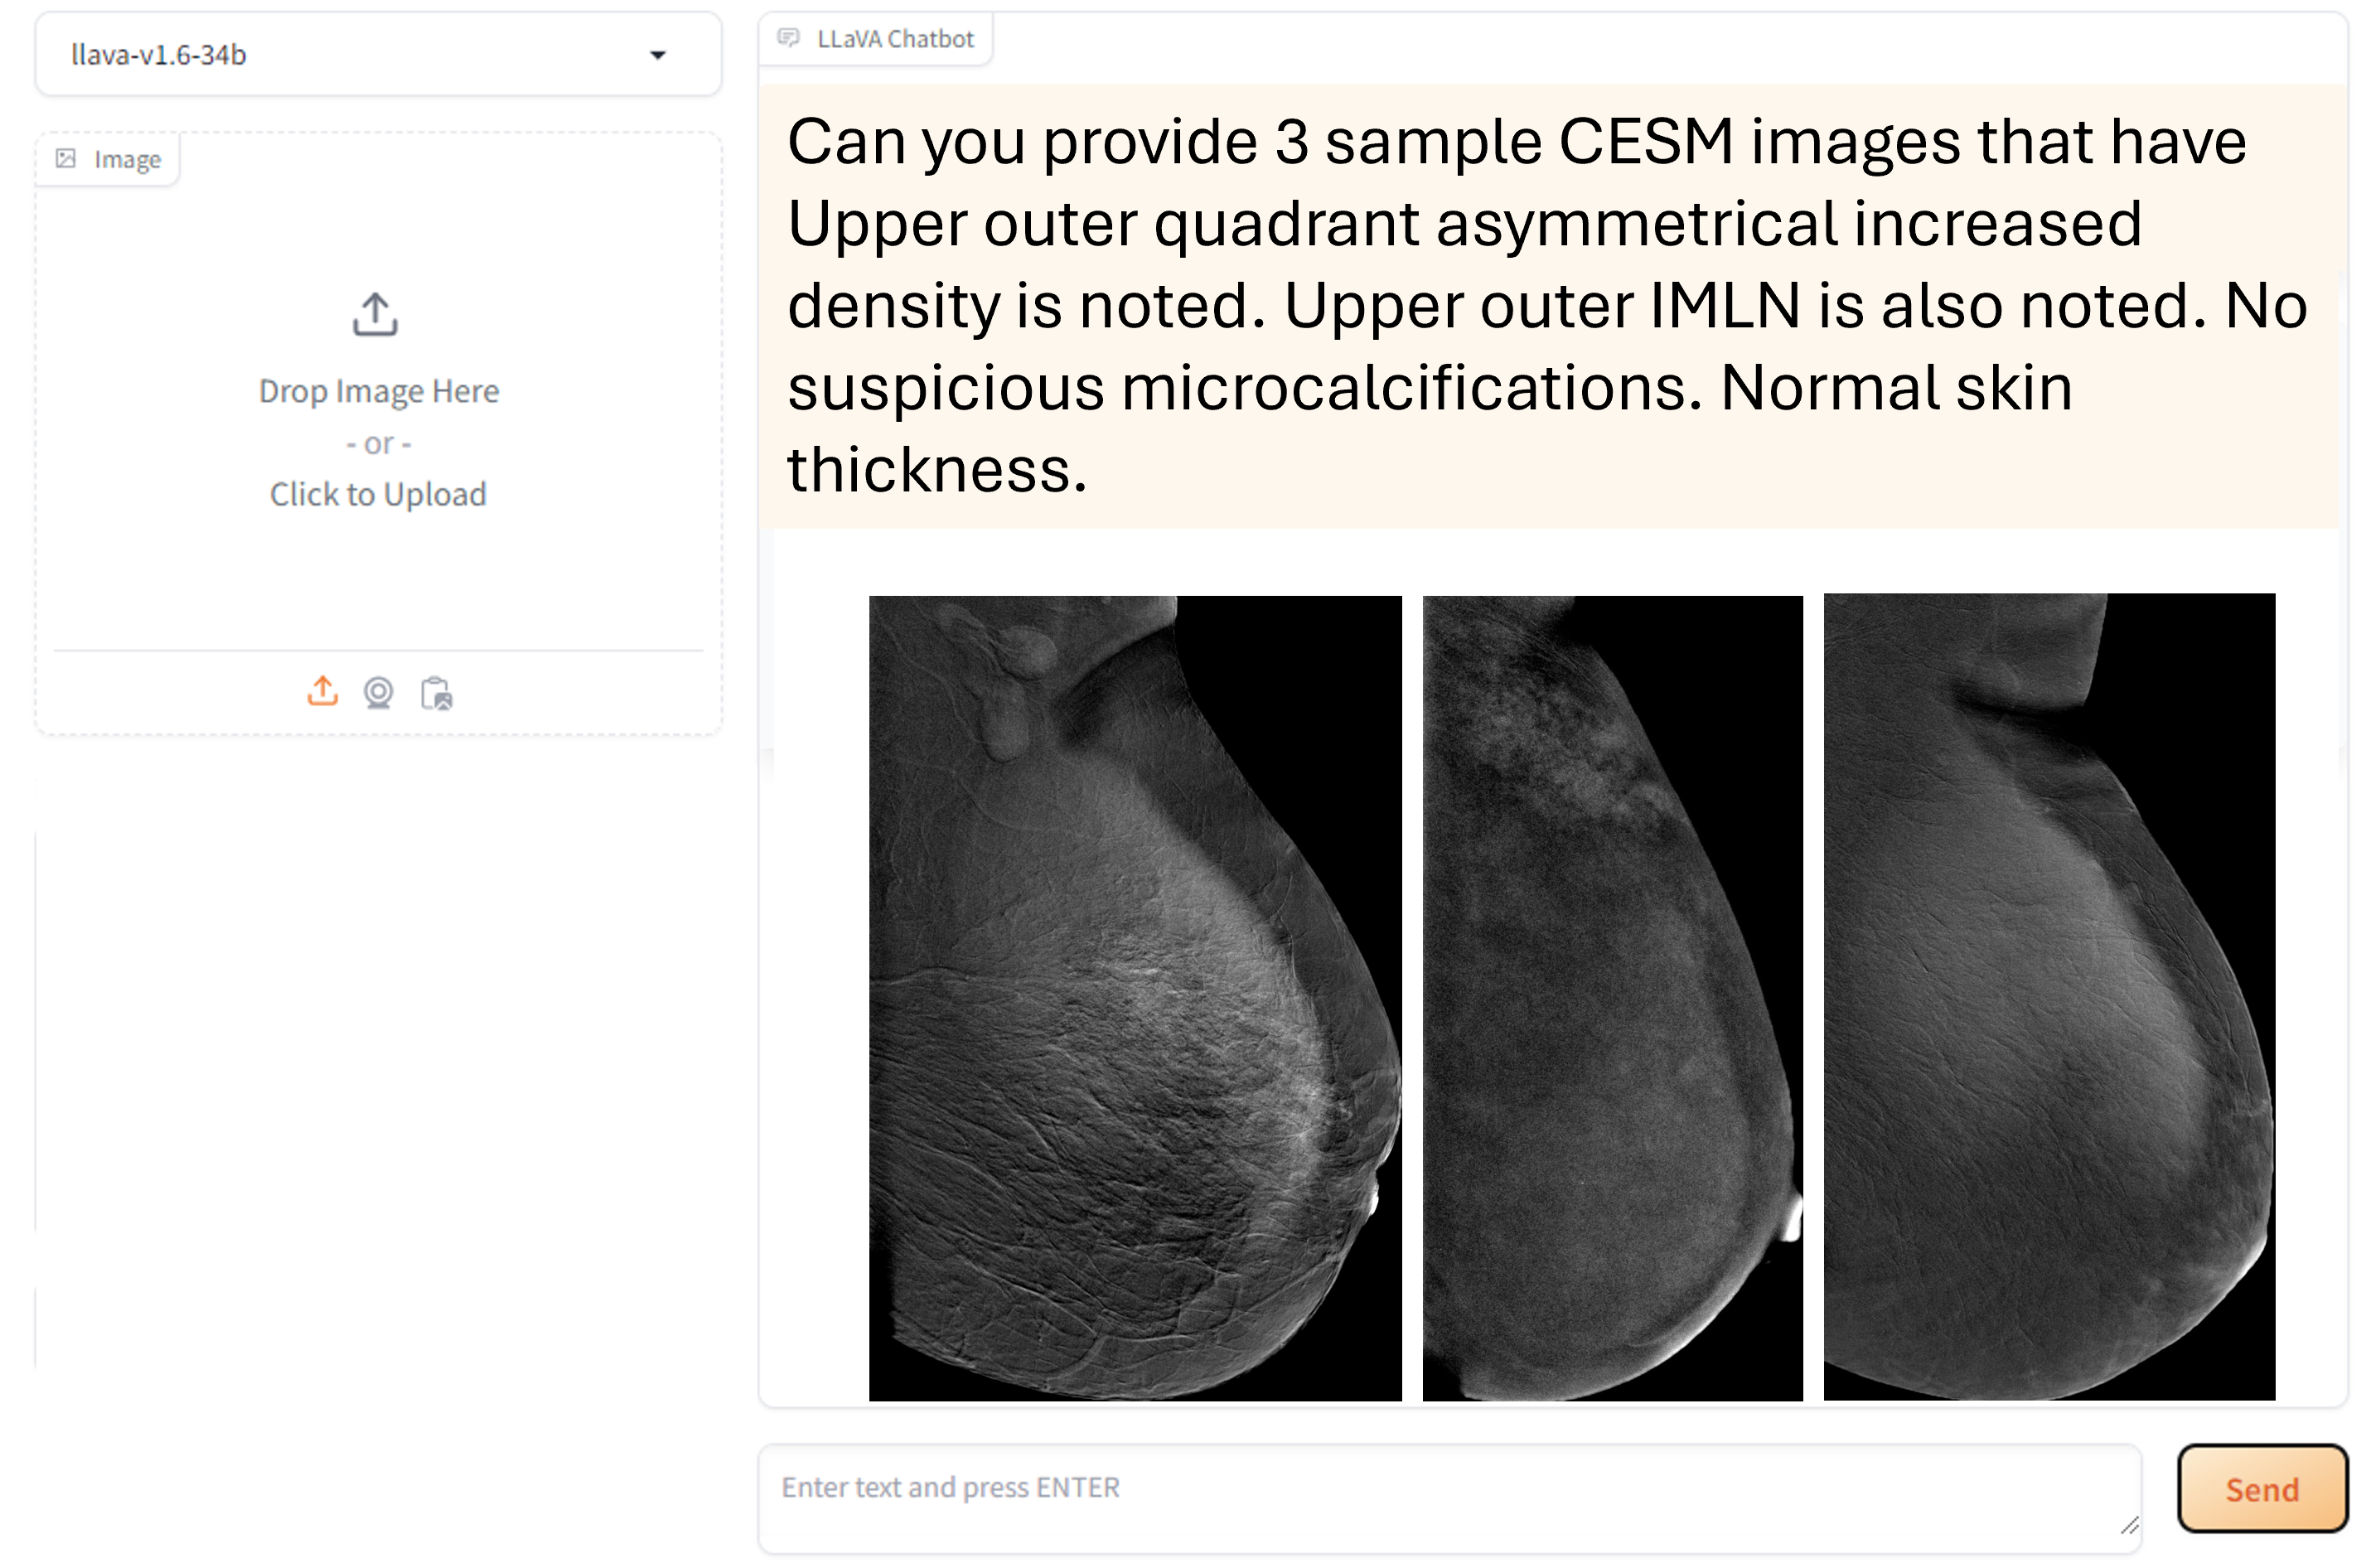 llava-v1.6-34b
Image
Drop Image Here
- or -
Click to Upload
LLaVA Chatbot
Can you provide 3 sample CESM images that have
Upper outer quadrant asymmetrical increased
density is noted. Upper outer IMLN is also noted. No
suspicious microcalcifications. Normal skin
thickness.
Enter text and press ENTER
Send